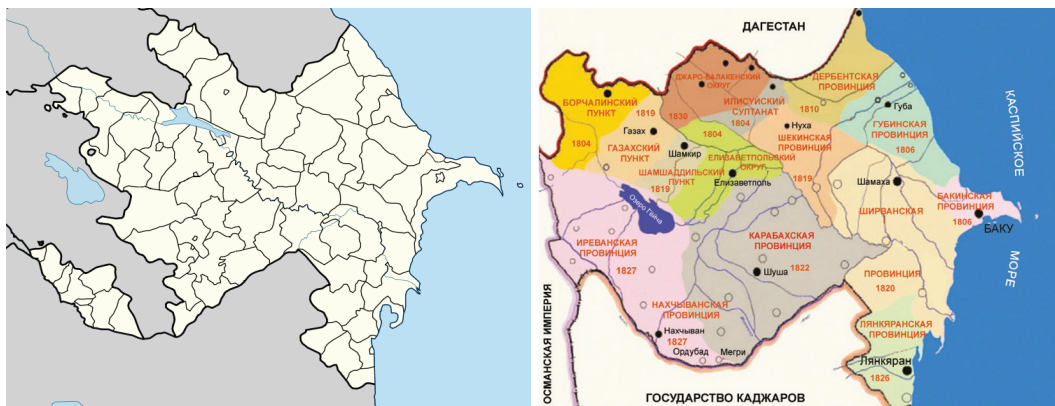 ДАГЕСТАН
ДЖАРО-БАЛАКЕНСКИЙ
ОКРУГ
1830
ДЕРБЕНТСКАЯ
ПРОВИНЦИЯ
1810
БОРЧАЛИНСКИЙ
ПУНКТ
1804
1819
ИЛИСУЙСКИЙ
СУЛТАНАТ
1804
Губа
ГУБИНСКАЯ
ПРОВИНЦИЯ
1806
КАСПИЙСКОЕ
МОРЕ
Газах
ГАЗАХСКИЙ
ПУНКТ
1804
Нуха
ШЕКИНСКАЯ
ПРОВИНЦИЯ
1819
Шамкир
ШАМШАДДИЛЬСКИЙ
ПУНКТ
1819
ЕЛИЗАВЕТПОЛЬСКИЙ
ОКРУГ
Елизаветполь
Шамаха
ШИРВАНСКАЯ
ПРОВИНЦИЯ
1820
БАКИНСКАЯ
ПРОВИНЦИЯ
1806
БАКУ
Озеро Гёйча
ИРЕВАНСКАЯ
ПРОВИНЦИЯ
1827
КАРАБАХСКАЯ
ПРОВИНЦИЯ
1822
Шуша
НАХЧЫВАНСКАЯ
ПРОВИНЦИЯ
1827
Нахчыван
Ордубад
Мегри
ЛЯНКЯРАНСКАЯ
ПРОВИНЦИЯ
Лянкяран
1826
ОСМАНСКАЯ ИМПЕРИЯ
ГОСУДАРСТВО КАДЖАРОВ